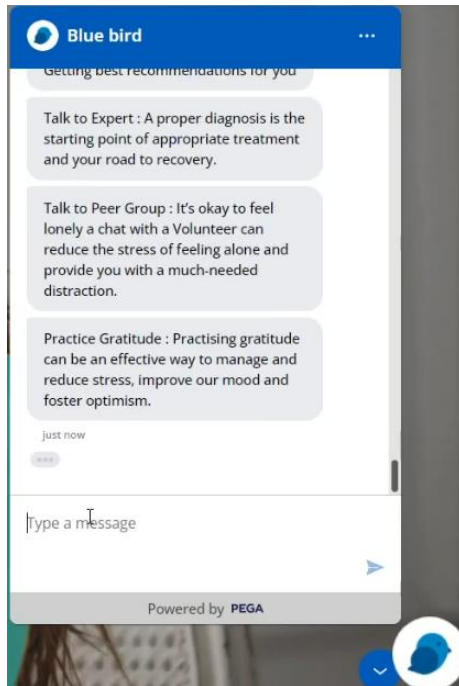 Blue bird
Getting best recommendations for you
Talk to Expert : A proper diagnosis is the
starting point of appropriate treatment
and your road to recovery.
Talk to Peer Group : It's okay to feel
lonely a chat with a Volunteer can
reduce the stress of feeling alone and
provide you with a much-needed
distraction.
Practice Gratitude : Practising gratitude
can be an effective way to manage and
reduce stress, improve our mood and
foster optimism.
just now
Type a message
Powered by PEGA